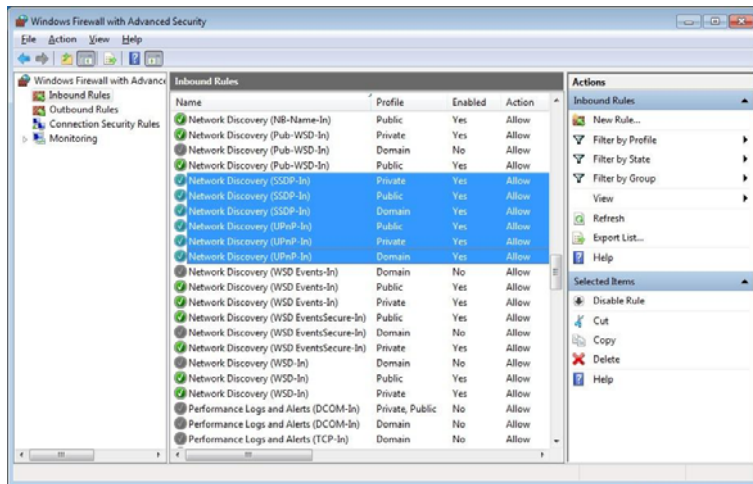 Windows Firewall with Advanced Security
File Action View Help
Windows Firewall with Advance
Inbound Rules
Outbound Rules
Connection Security Rules
Monitoring
Inbound Rules
Name Profile Enabled Action
Network Discovery (NB-Name-In) Public Yes Allow
Network Discovery (Pub-WSD-In) Private Yes Allow
Network Discovery (Pub-WSD-In) Domain No Allow
Network Discovery (Pub-WSD-In) Public Yes Allow
Network Discovery (SSDP-In) Private Yes Allow
Network Discovery (SSDP-In) Public Yes Allow
Network Discovery (SSDP-In) Domain Yes Allow
Network Discovery (UPnP-In) Public Yes Allow
Network Discovery (UPnP-In) Private Yes Allow
Network Discovery (UPnP-In) Domain Yes Allow
Network Discovery (WSD Events-In) Domain No Allow
Network Discovery (WSD Events-In) Public Yes Allow
Network Discovery (WSD Events-In) Private Yes Allow
Network Discovery (WSD EventsSecure-In) Public Yes Allow
Network Discovery (WSD EventsSecure-In) Domain No Allow
Network Discovery (WSD EventsSecure-In) Private Yes Allow
Network Discovery (WSD-In) Domain No Allow
Network Discovery (WSD-In) Public Yes Allow
Network Discovery (WSD-In) Private Yes Allow
Performance Logs and Alerts (DCOM-In) Private, Public No Allow
Performance Logs and Alerts (DCOM-In) Domain No Allow
Performance Logs and Alerts (TCP-In) Domain No Allow
Actions
Inbound Rules
New Rule...
Filter by Profile
Filter by State
Filter by Group
View
Refresh
Export List...
Help
Selected Items
Disable Rule
Cut
Copy
Delete
Help